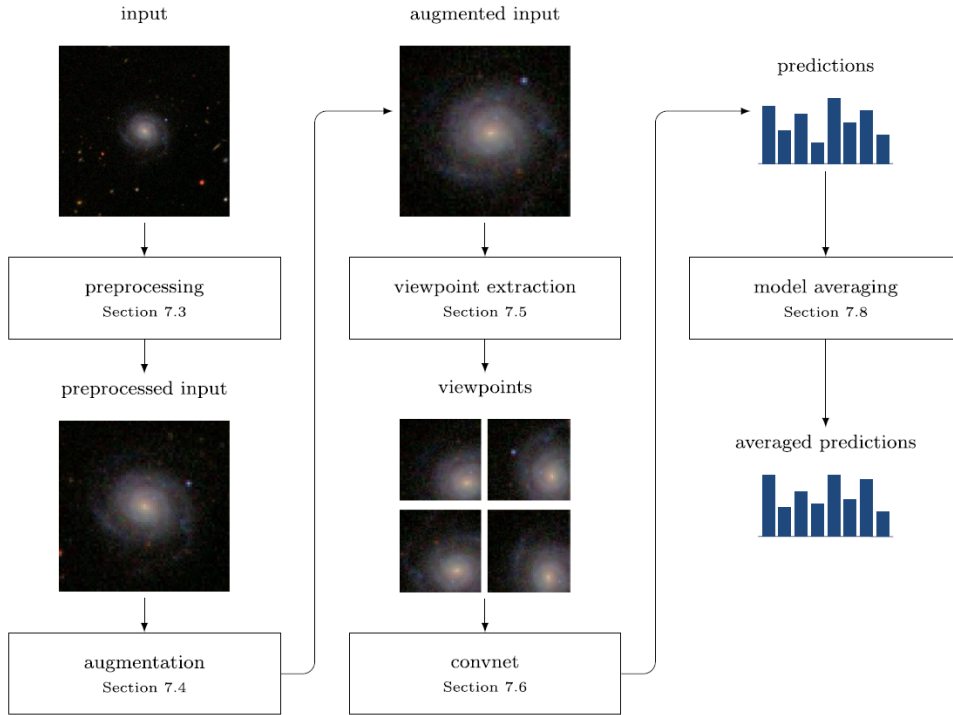 input
preprocessing
Section 7.3
preprocessed input
augmentation
Section 7.4
augmented input
viewpoint extraction
Section 7.5
viewpoints
convnet
Section 7.6
predictions
model averaging
Section 7.8
averaged predictions